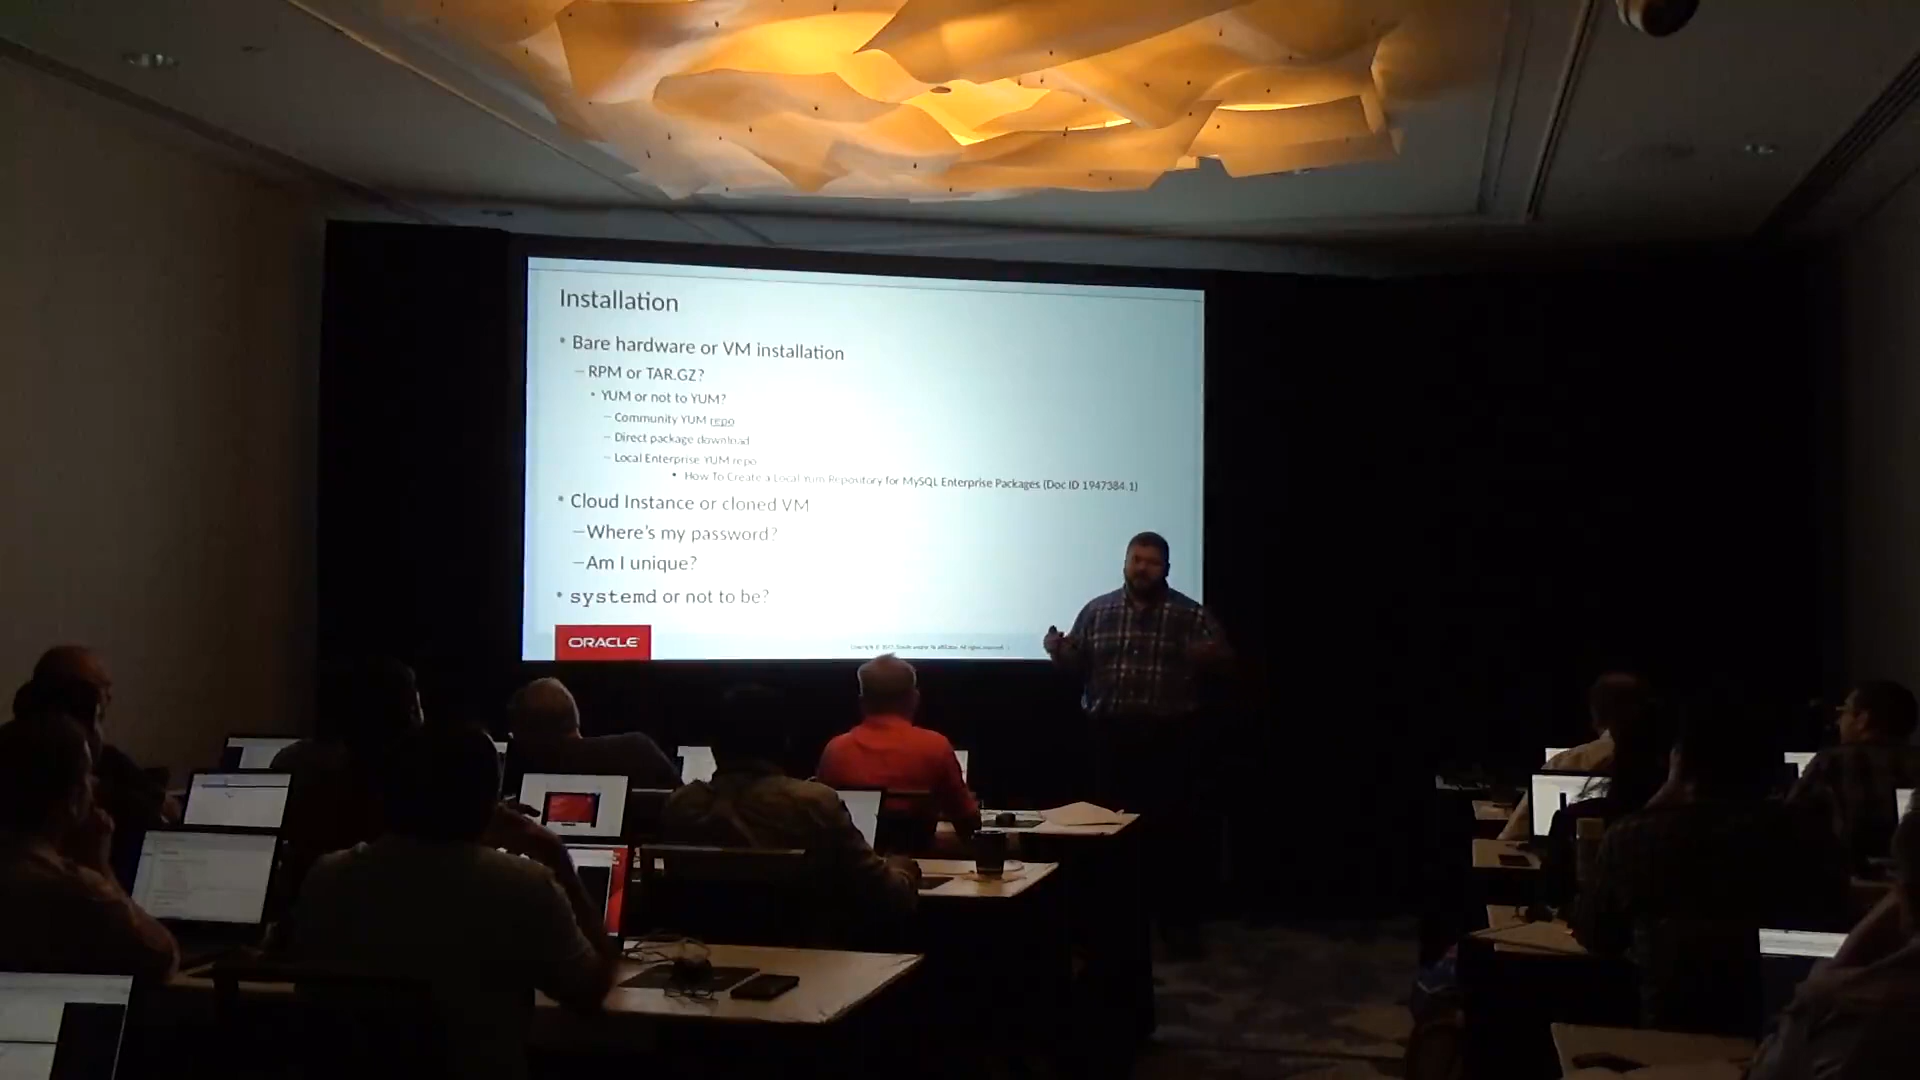 Installation
• Bare hardware or VM installation
– RPM or TAR.GZ?
• YUM or not to YUM?
– Community YUM repo
– Direct package download
– Local Enterprise YUM repo
• How To Create a Local Yum Repository for MySQL Enterprise Packages (Doc ID 1947384.1)
• Cloud Instance or cloned VM
–Where's my password?
–Am I unique?
• systemd or not to be?
ORACLE